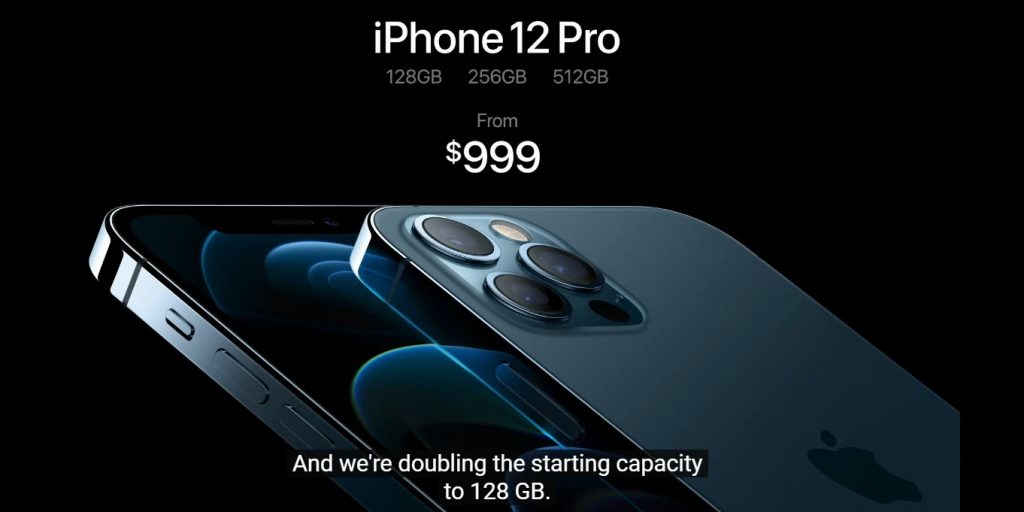 iPhone 12 Pro
128GB 256GB 512GB
From
$999
And we're doubling the starting capacity
to 128 GB.